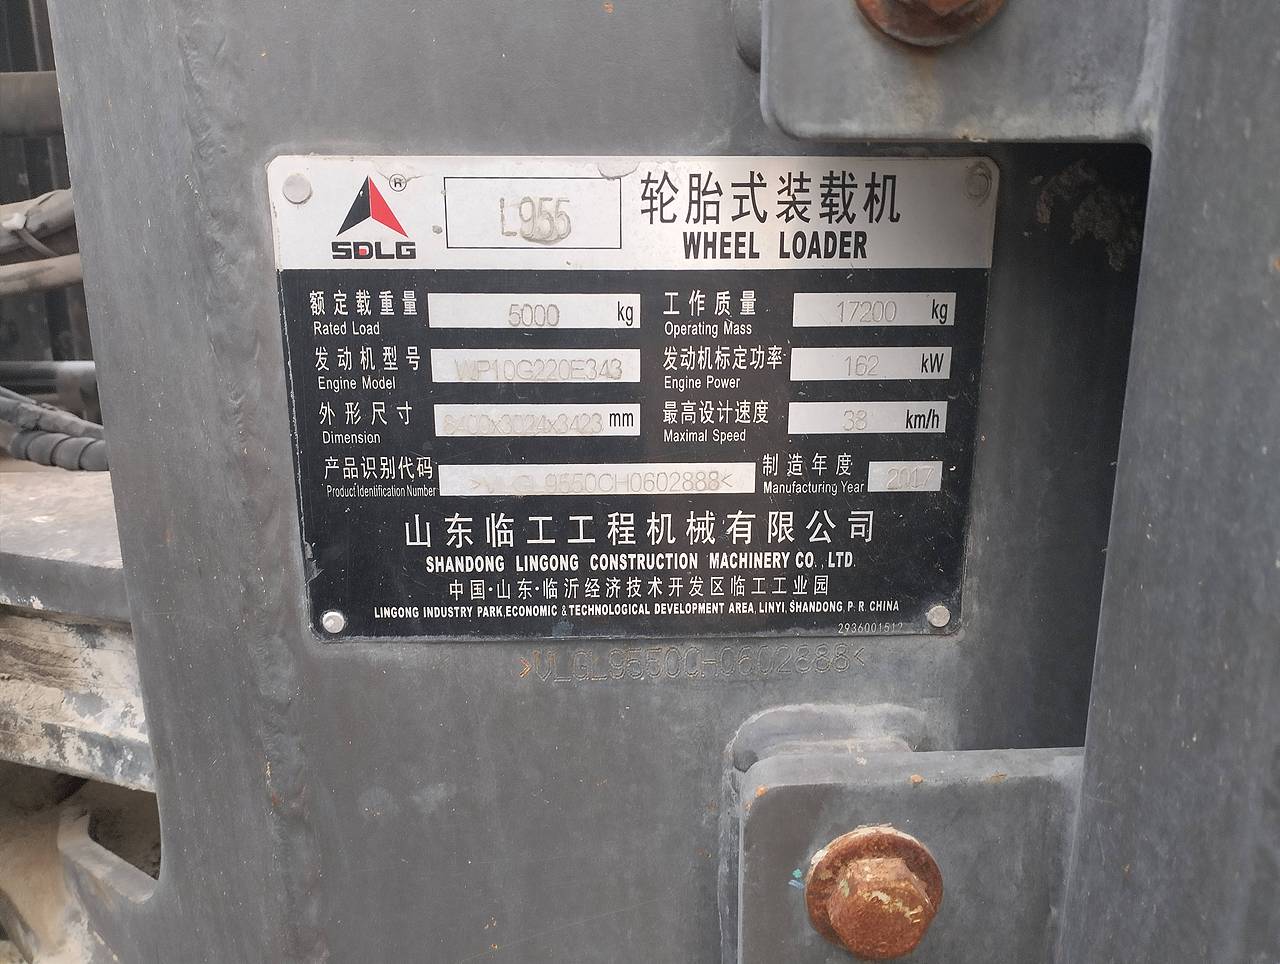 ® SDLG
L955
轮胎式装载机
WHEEL LOADER
额定载重量 5000 kg
Rated Load
工作质量 17200 kg
Operating Mass
发动机型号 WP10G220E343
Engine Model
发动机标定功率 162 kW
Engine Power
外形尺寸 8400x3024x3423 mm
Dimension
最高设计速度 38 km/h
Maximal Speed
产品识别代码
Product Identification Number
制造年度 2017
Manufacturing Year
山东临工工程机械有限公司
SHANDONG LINGONG CONSTRUCTION MACHINERY CO.,LTD.
中国·山东·临沂经济技术开发区临工工业园
LINGONG INDUSTRY PARK,ECONOMIC & TECHNOLOGICAL DEVELOPMENT AREA, LINYI, SHANDONG, P. R. CHINA
2936001512